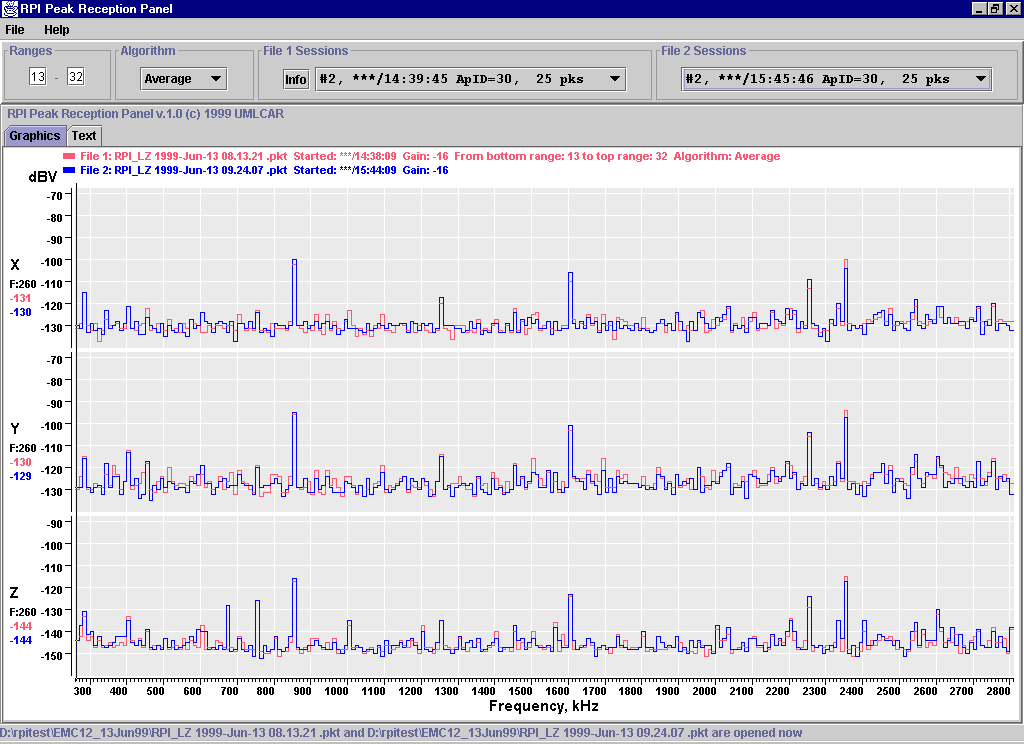 RPI Peak Reception Panel
File Help
Ranges Algorithm File 1 Sessions File 2 Sessions
13 - 32 Average Info #2, ***/14:39:45 ApID=30, 25 pks #2, ***/15:45:46 ApID=30, 25 pks
RPI Peak Reception Panel v.1.0 (c) 1999 UMLCAR
Graphics Text
File 1: RPI_LZ 1999-Jun-13 08.13.21 .pkt Started: ***/14:38:09 Gain: -16 From bottom range: 13 to top range: 32 Algorithm: Average
File 2: RPI_LZ 1999-Jun-13 09.24.07 .pkt Started: ***/15:44:09 Gain: -16
dBV
-70
-80
-90
X -100
F:260 -110
-131
-120
-130
-130
-70
-80
-90
Y -100
F:260 -110
-130
-120
-129
-130
-90
-100
-110
Z -120
F:260 -130
-144
-140
-144
-150
300 400 500 600 700 800 900 1000 1100 1200 1300 1400 1500 1600 1700 1800 1900 2000 2100 2200 2300 2400 2500 2600 2700 2800
Frequency, kHz
D:\rpitest\EMC12_13Jun99\RPI_LZ 1999-Jun-13 08.13.21 .pkt and D:\rpitest\EMC12_13Jun99\RPI_LZ 1999-Jun-13 09.24.07 .pkt are opened now